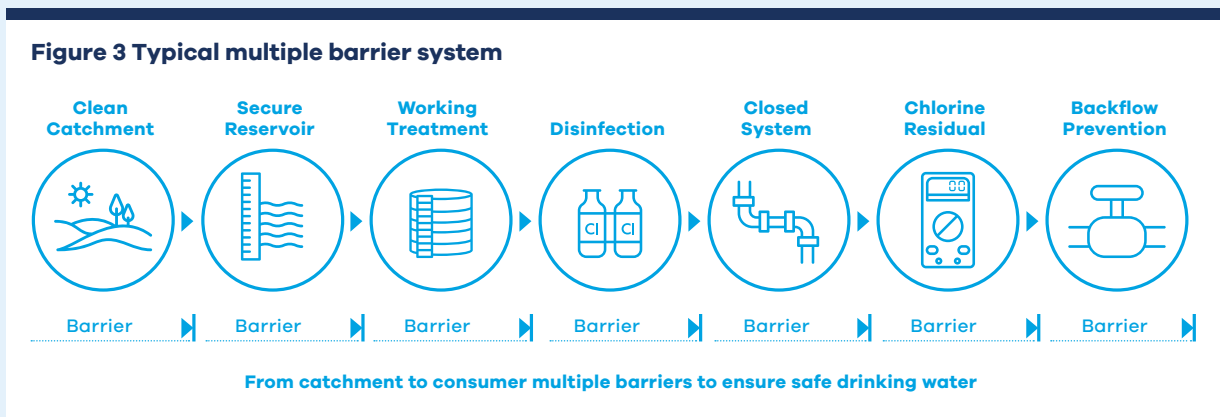 Figure 3 Typical multiple barrier system
Clean
Catchment
Secure
Reservoir
Working
Treatment
Disinfection
Closed
System
Chlorine
Residual
Backflow
Prevention
Cl
Cl
00
Barrier
Barrier
Barrier
Barrier
Barrier
Barrier
Barrier
From catchment to consumer multiple barriers to ensure safe drinking water